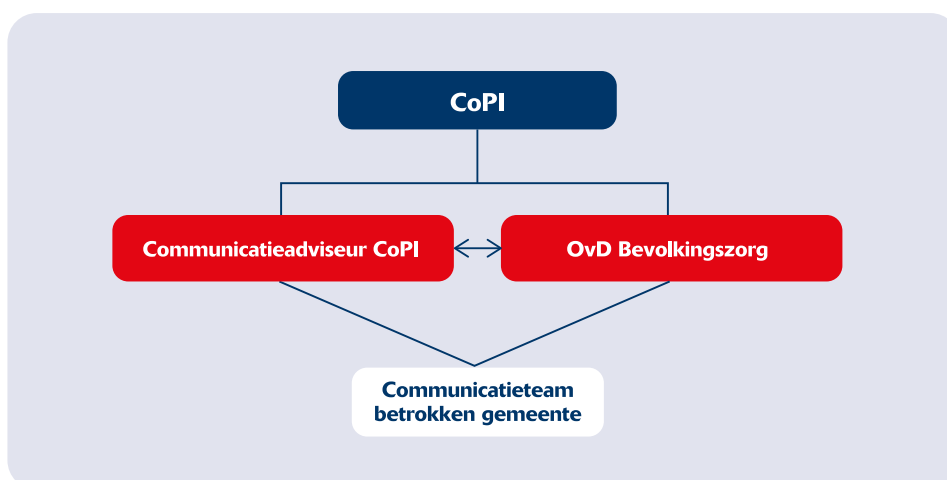 CoPI
Communicatieadviseur CoPI
OvD Bevolkingszorg
Communicatieteam
betrokken gemeente